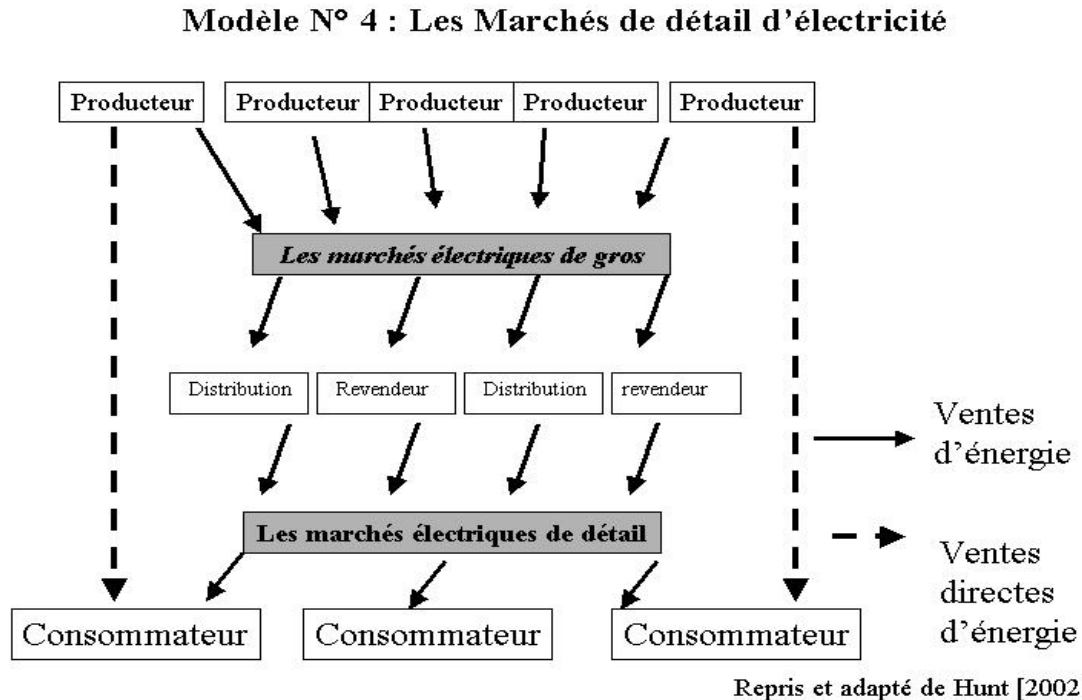 Modèle N° 4 : Les Marchés de détail d'électricité
Producteur
Producteur
Producteur
Producteur
Producteur
Les marchés électriques de gros
Distribution
Revendeur
Distribution
revendeur
Ventes
d'énergie
Les marchés électriques de détail
Ventes
directes
d'énergie
Consommateur
Consommateur
Consommateur
Repris et adapté de Hunt [2002